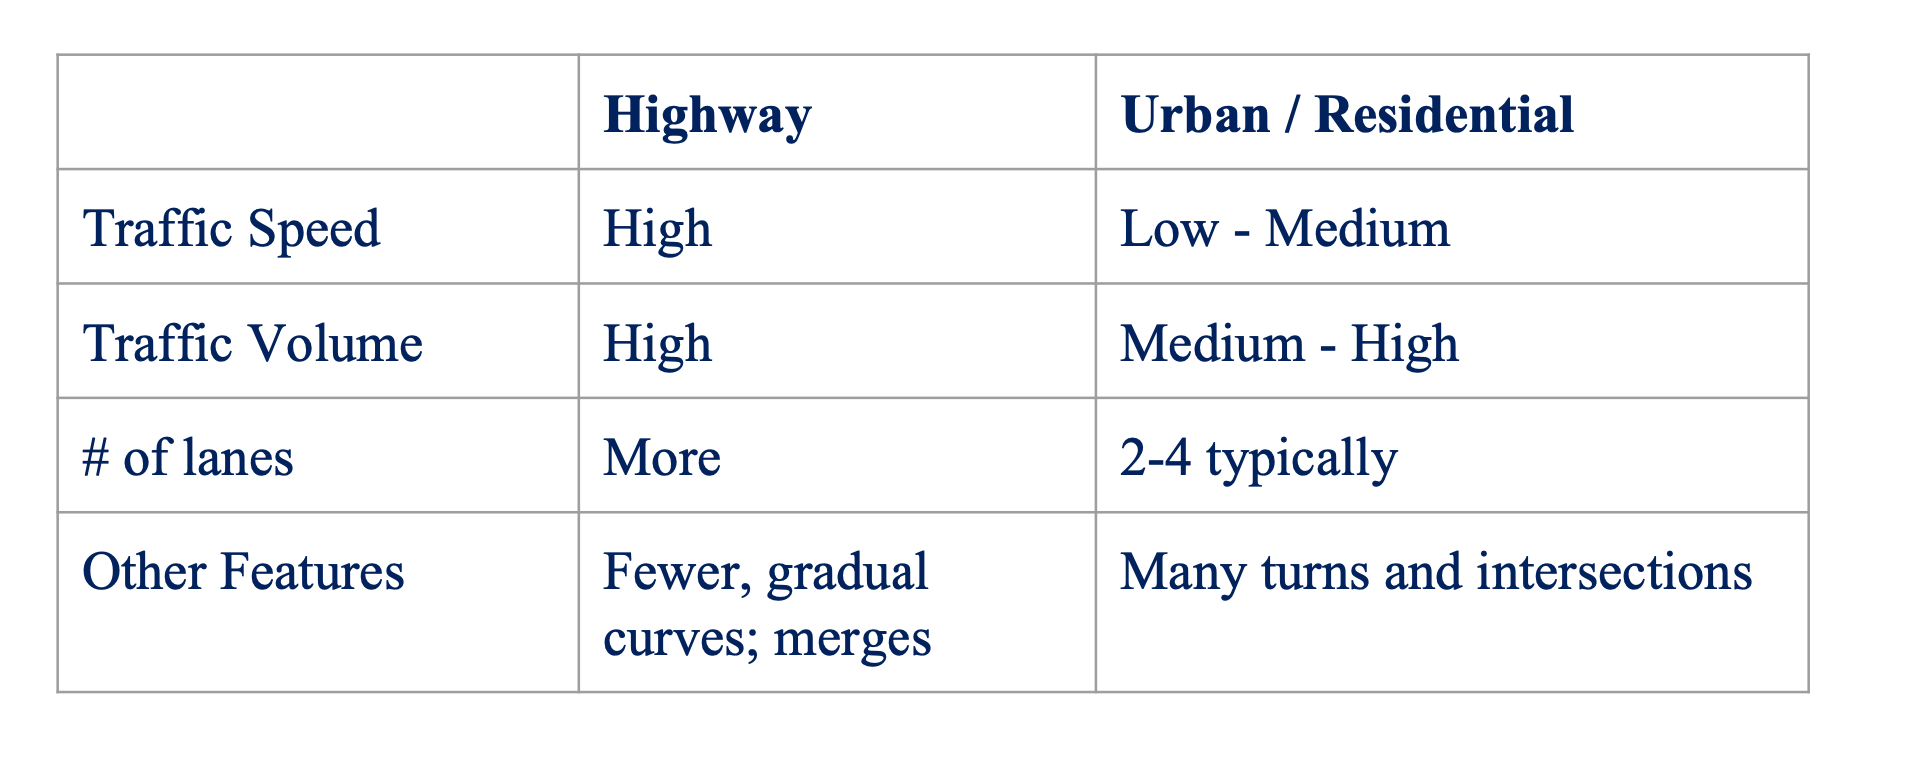 Highway Urban / Residential
Traffic Speed High Low - Medium
Traffic Volume High Medium - High
# of lanes More 2-4 typically
Other Features Fewer, gradual Many turns and intersections
curves; merges